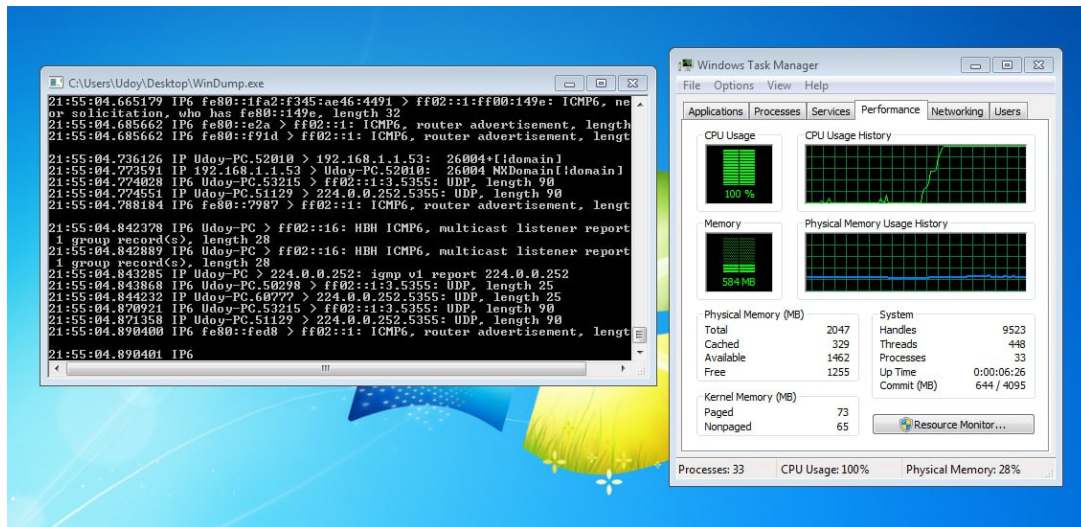 C:\Users\Udoy\Desktop\WinDump.exe
21:55:04.665179 IP6 fe80::1fa2:f345:ae46:4491 > ff02::1:ff00:149e: ICMP6, ne
or solicitation, who has fe80::149e, length 32
21:55:04.685662 IP6 fe80::e2a > ff02::1: ICMP6, router advertisement, length
21:55:04.685662 IP6 fe80::f91d > ff02::1: ICMP6, router advertisement, lengt
21:55:04.736126 IP Udoy-PC.52010 > 192.168.1.1.53:  26004+[!domain]
21:55:04.773591 IP 192.168.1.1.53 > Udoy-PC.52010:  26004 NXDomain[!domain]
21:55:04.774028 IP6 Udoy-PC.53215 > ff02::1:3.5355: UDP, length 90
21:55:04.774551 IP Udoy-PC.51129 > 224.0.0.252.5355: UDP, length 90
21:55:04.788184 IP6 fe80::7987 > ff02::1: ICMP6, router advertisement, lengt
21:55:04.842378 IP6 Udoy-PC > ff02::16: HBH ICMP6, multicast listener report
1 group record(s), length 28
21:55:04.842889 IP6 Udoy-PC > ff02::16: HBH ICMP6, multicast listener report
1 group record(s), length 28
21:55:04.843285 IP Udoy-PC > 224.0.0.252: igmp v1 report 224.0.0.252
21:55:04.843868 IP6 Udoy-PC.50298 > ff02::1:3.5355: UDP, length 25
21:55:04.844232 IP Udoy-PC.60777 > 224.0.0.252.5355: UDP, length 25
21:55:04.870921 IP6 Udoy-PC.53215 > ff02::1:3.5355: UDP, length 90
21:55:04.871358 IP Udoy-PC.51129 > 224.0.0.252.5355: UDP, length 90
21:55:04.890400 IP6 fe80::fed8 > ff02::1: ICMP6, router advertisement, lengt
21:55:04.890401 IP6
Windows Task Manager
File Options View Help
Applications Processes Services Performance Networking Users
CPU Usage CPU Usage History
100 %
Memory Physical Memory Usage History
584 MB
Physical Memory (MB) System
Total 2047 Handles 9523
Cached 329 Threads 448
Available 1462 Processes 33
Free 1255 Up Time 0:00:06:26
Commit (MB) 644 / 4095
Kernel Memory (MB)
Paged 73
Nonpaged 65 Resource Monitor...
Processes: 33 CPU Usage: 100% Physical Memory: 28%